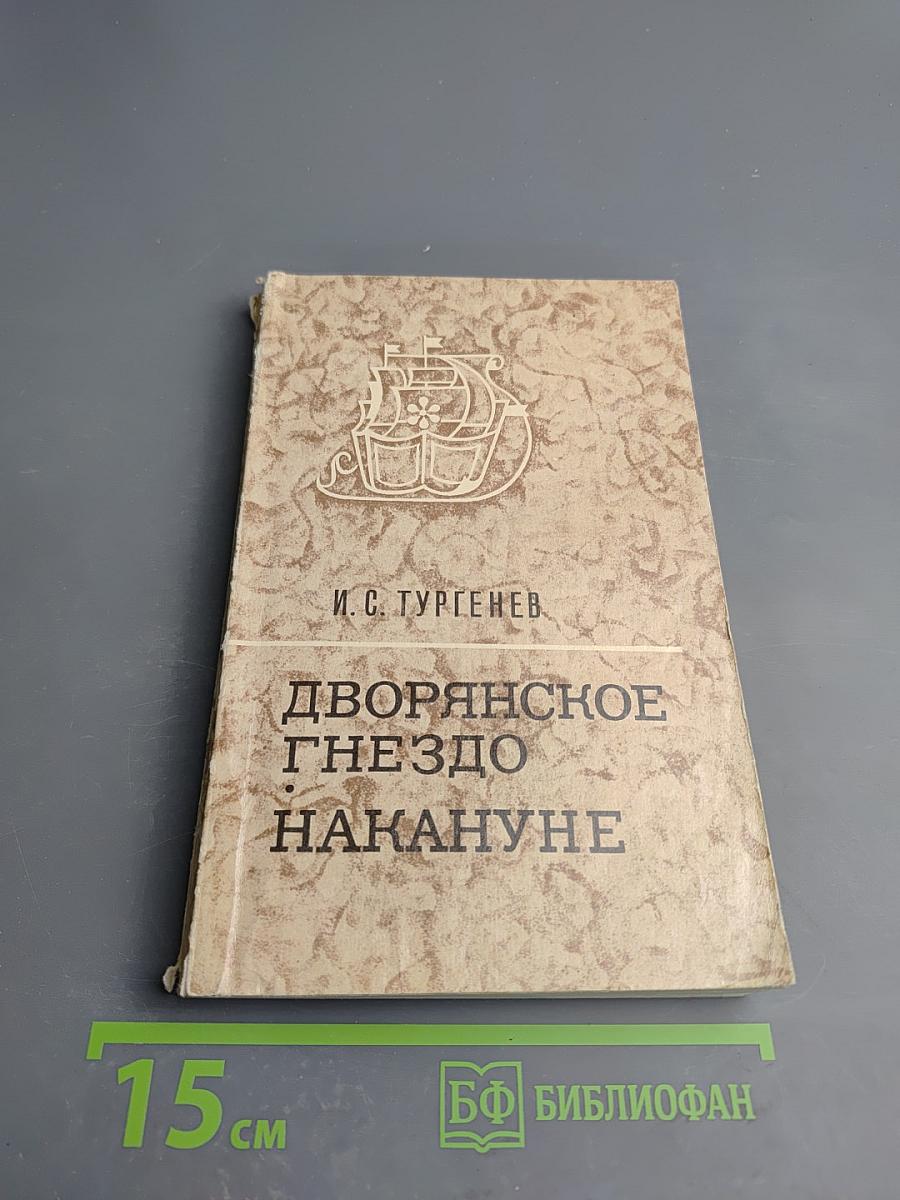 И. С. ТУРГЕНЕВ
ДВОРЯНСКОЕ
ГНЕЗДО
•
НАКАНУНЕ
15 см
БФ БИБЛИОФАН